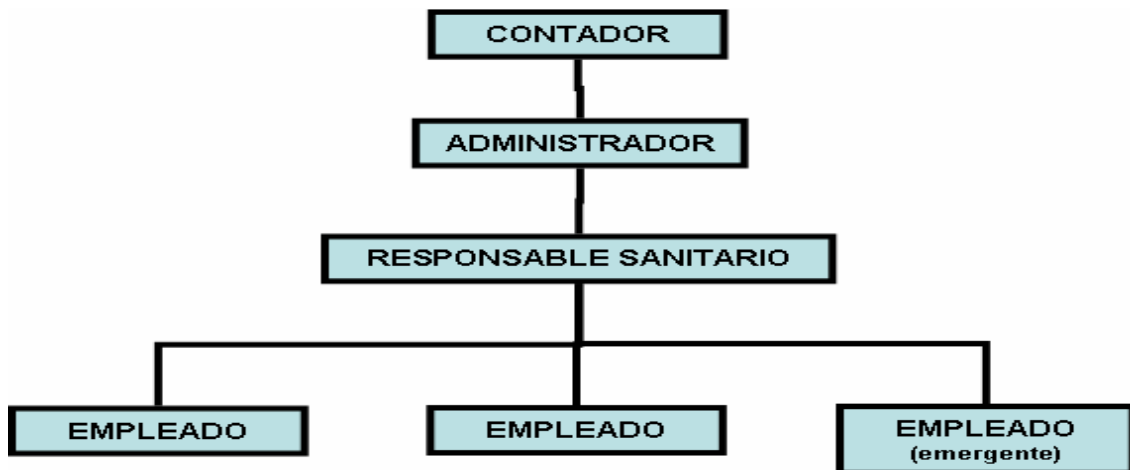 CONTADOR
ADMINISTRADOR
RESPONSABLE SANITARIO
EMPLEADO
EMPLEADO
EMPLEADO
(emergente)